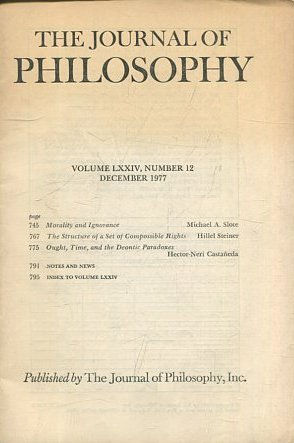 THE JOURNAL OF
PHILOSOPHY
VOLUME LXXIV, NUMBER 12
DECEMBER 1977
page
745 Morality and Ignorance Michael A. Slote
767 The Structure of a Set of Compossible Rights Hillel Steiner
775 Ought, Time, and the Deontic Paradoxes
Hector-Neri Castañeda
791 NOTES AND NEWS
795 INDEX TO VOLUME LXXIV
Published by The Journal of Philosophy, Inc.